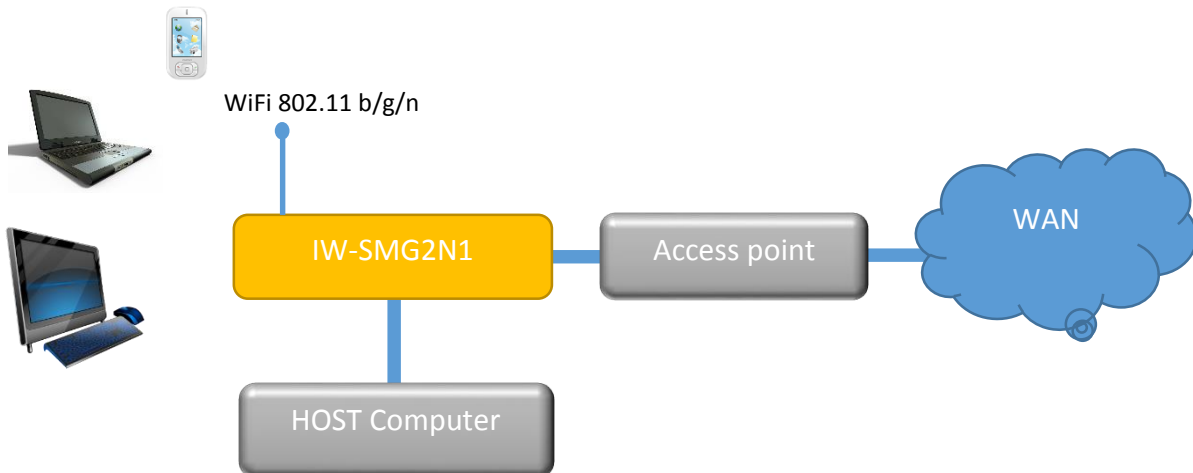 WiFi 802.11 b/g/n
IW-SMG2N1
Access point
WAN
HOST Computer